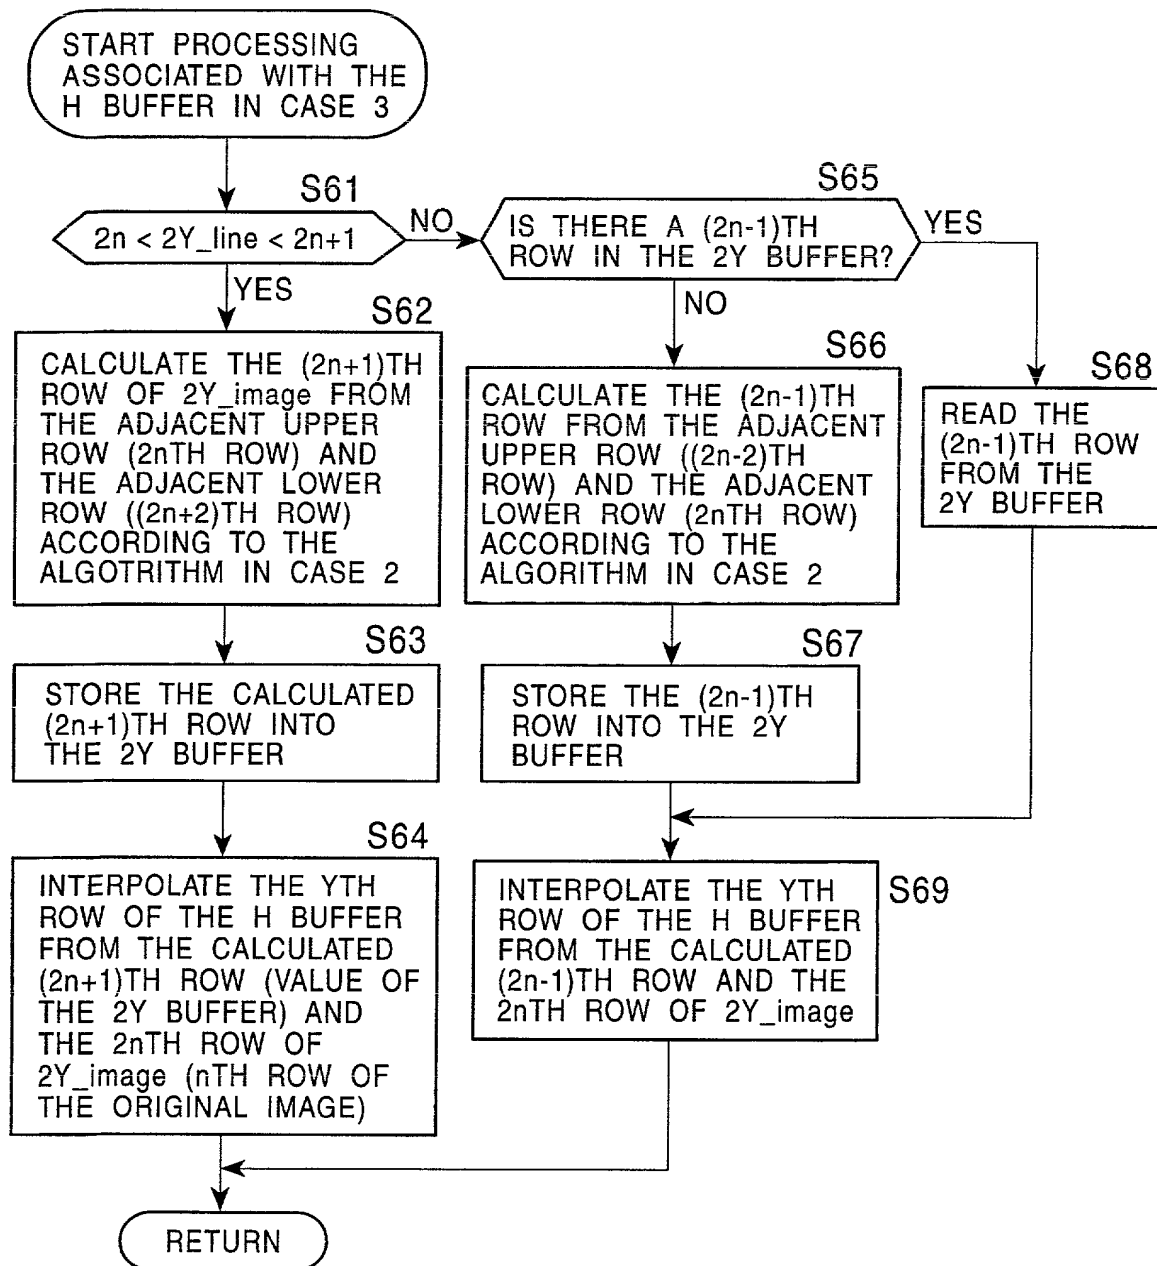 START PROCESSING
ASSOCIATED WITH THE
H BUFFER IN CASE 3
S61
2n < 2Y_line < 2n+1
NO
YES
S65
IS THERE A (2n-1)TH
ROW IN THE 2Y BUFFER?
YES
NO
S62
CALCULATE THE (2n+1)TH
ROW OF 2Y_image FROM
THE ADJACENT UPPER
ROW (2nTH ROW) AND
THE ADJACENT LOWER
ROW ((2n+2)TH ROW)
ACCORDING TO THE
ALGOTRITHM IN CASE 2
S66
CALCULATE THE (2n-1)TH
ROW FROM THE ADJACENT
UPPER ROW ((2n-2)TH
ROW) AND THE ADJACENT
LOWER ROW (2nTH ROW)
ACCORDING TO THE
ALGORITHM IN CASE 2
S68
READ THE
(2n-1)TH ROW
FROM THE
2Y BUFFER
S63
STORE THE CALCULATED
(2n+1)TH ROW INTO
THE 2Y BUFFER
S67
STORE THE (2n-1)TH
ROW INTO THE 2Y
BUFFER
S64
INTERPOLATE THE YTH
ROW OF THE H BUFFER
FROM THE CALCULATED
(2n+1)TH ROW (VALUE OF
THE 2Y BUFFER) AND
THE 2nTH ROW OF
2Y_image (nTH ROW OF
THE ORIGINAL IMAGE)
S69
INTERPOLATE THE YTH
ROW OF THE H BUFFER
FROM THE CALCULATED
(2n-1)TH ROW AND THE
2nTH ROW OF 2Y_image
RETURN